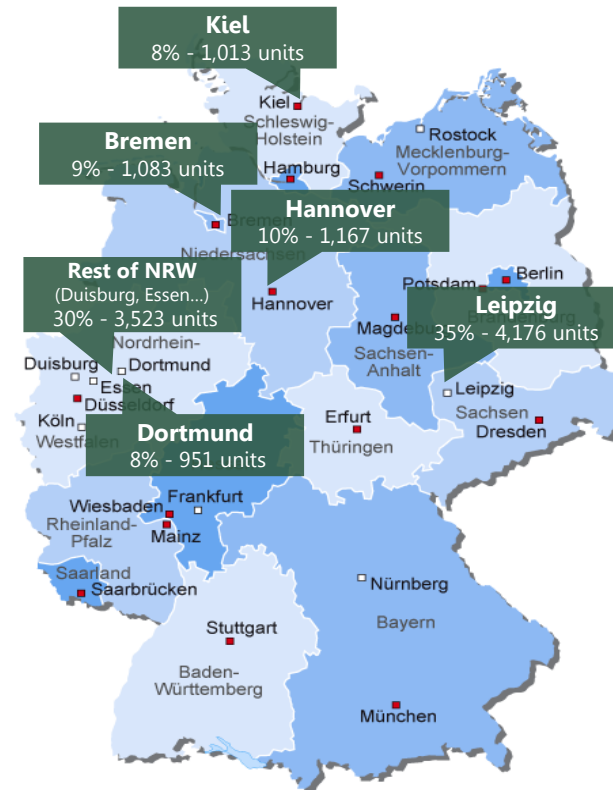 Kiel
8% - 1,013 units
Kiel
Schleswig-
Holstein
Rostock
Mecklenburg-
Vorpommern
Bremen
9% - 1,083 units
Hamburg
Schwerin
Bremen
Hannover
10% - 1,167 units
Niedersachsen
Rest of NRW
(Duisburg, Essen...)
30% - 3,523 units
Hannover
Potsdam
Berlin
Brandenburg
Leipzig
35% - 4,176 units
Magdebu
Sachsen-
Anhalt
Nordrhein-
Duisburg
Dortmund
Essen
Düsseldorf
Köln
Westfalen
Leipzig
Sachsen
Dresden
Dortmund
8% - 951 units
Erfurt
Thüringen
Wiesbaden
Frankfurt
Rheinland-
Pfalz
Mainz
Saarland
Saarbrücken
Nürnberg
Bayern
Stuttgart
Baden-
Württemberg
München